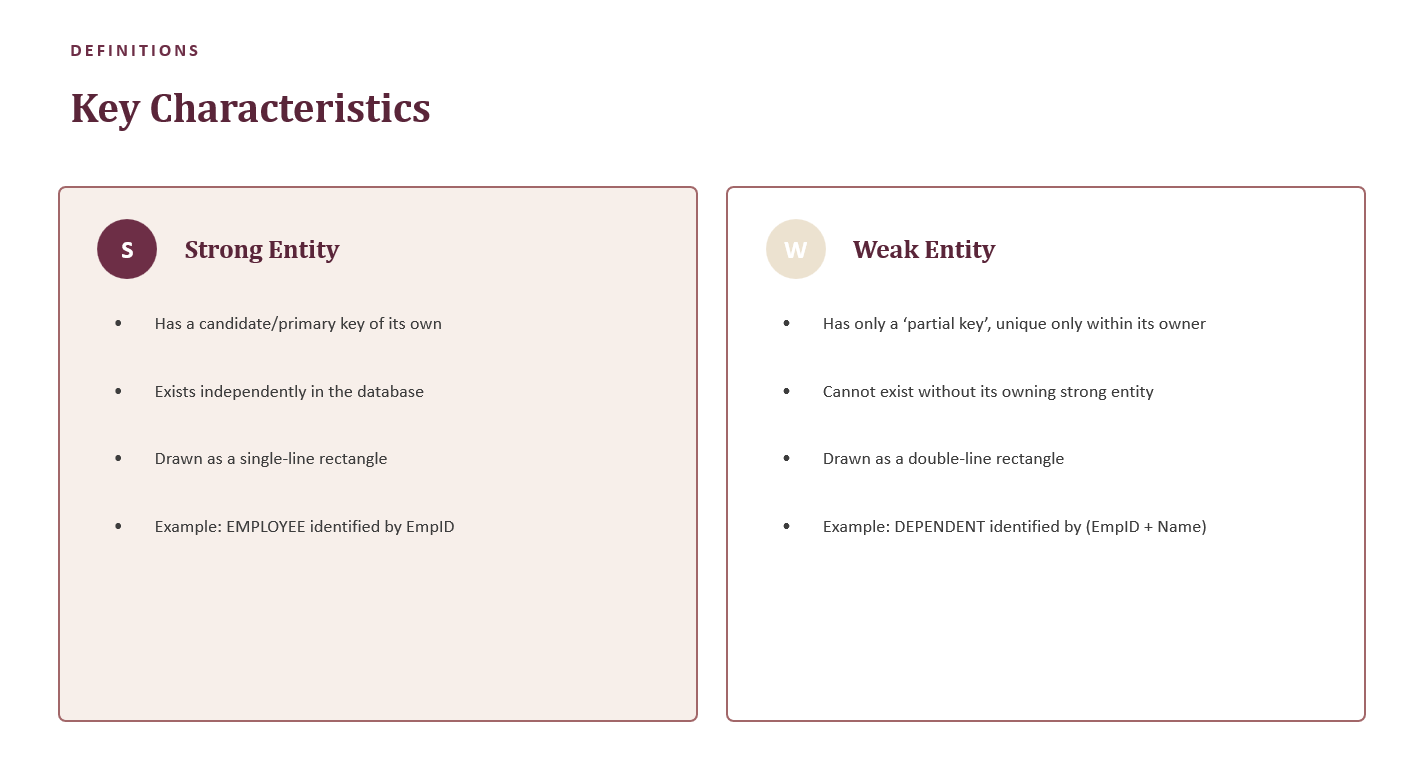 DEFINITIONS
Key Characteristics
S
Strong Entity
• Has a candidate/primary key of its own
• Exists independently in the database
• Drawn as a single-line rectangle
• Example: EMPLOYEE identified by EmpID
W
Weak Entity
• Has only a ‘partial key’, unique only within its owner
• Cannot exist without its owning strong entity
• Drawn as a double-line rectangle
• Example: DEPENDENT identified by (EmpID + Name)